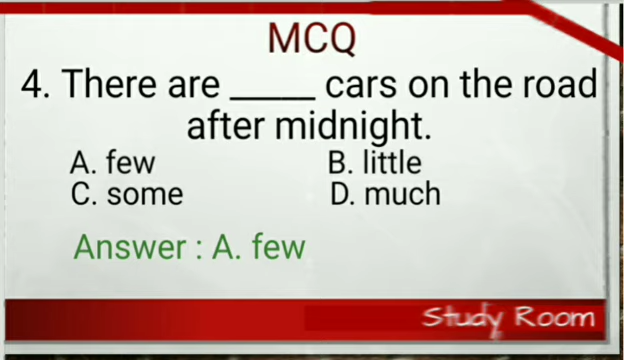 MCQ
4. There are _____ cars on the road
after midnight.
A. few B. little
C. some D. much
Answer : A. few
Study Room